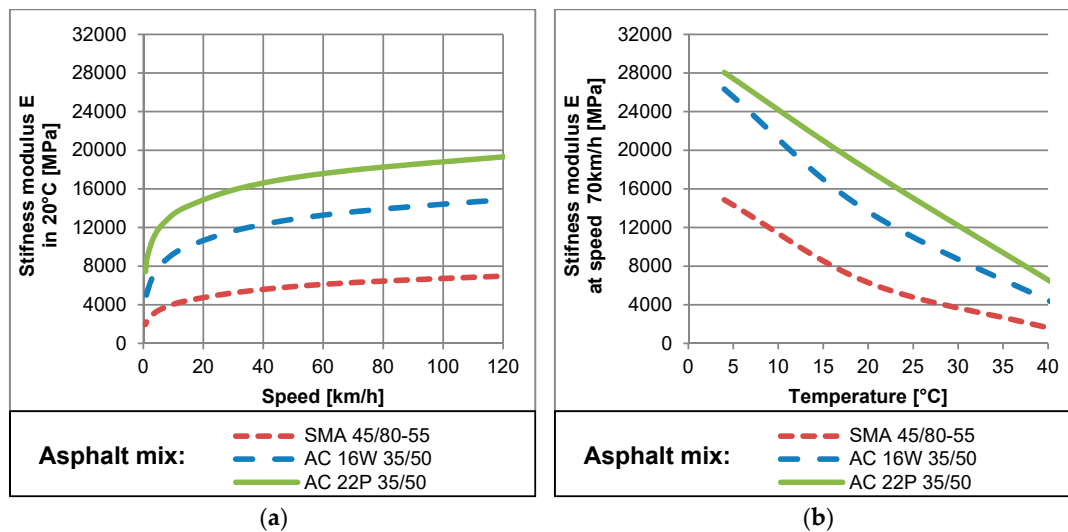 Stifness modulus E
in 20°C [MPa]
32000
28000
24000
20000
16000
12000
8000
4000
0
0
20
40
60
80
100
120
Speed [km/h]
Asphalt mix:
SMA 45/80-55
AC 16W 35/50
AC 22P 35/50
(a)
Stiffness modulus E
at speed 70km/h [MPa]
32000
28000
24000
20000
16000
12000
8000
4000
0
5
10
15
20
25
30
35
40
Temperature [°C]
Asphalt mix:
SMA 45/80-55
AC 16W 35/50
AC 22P 35/50
(b)